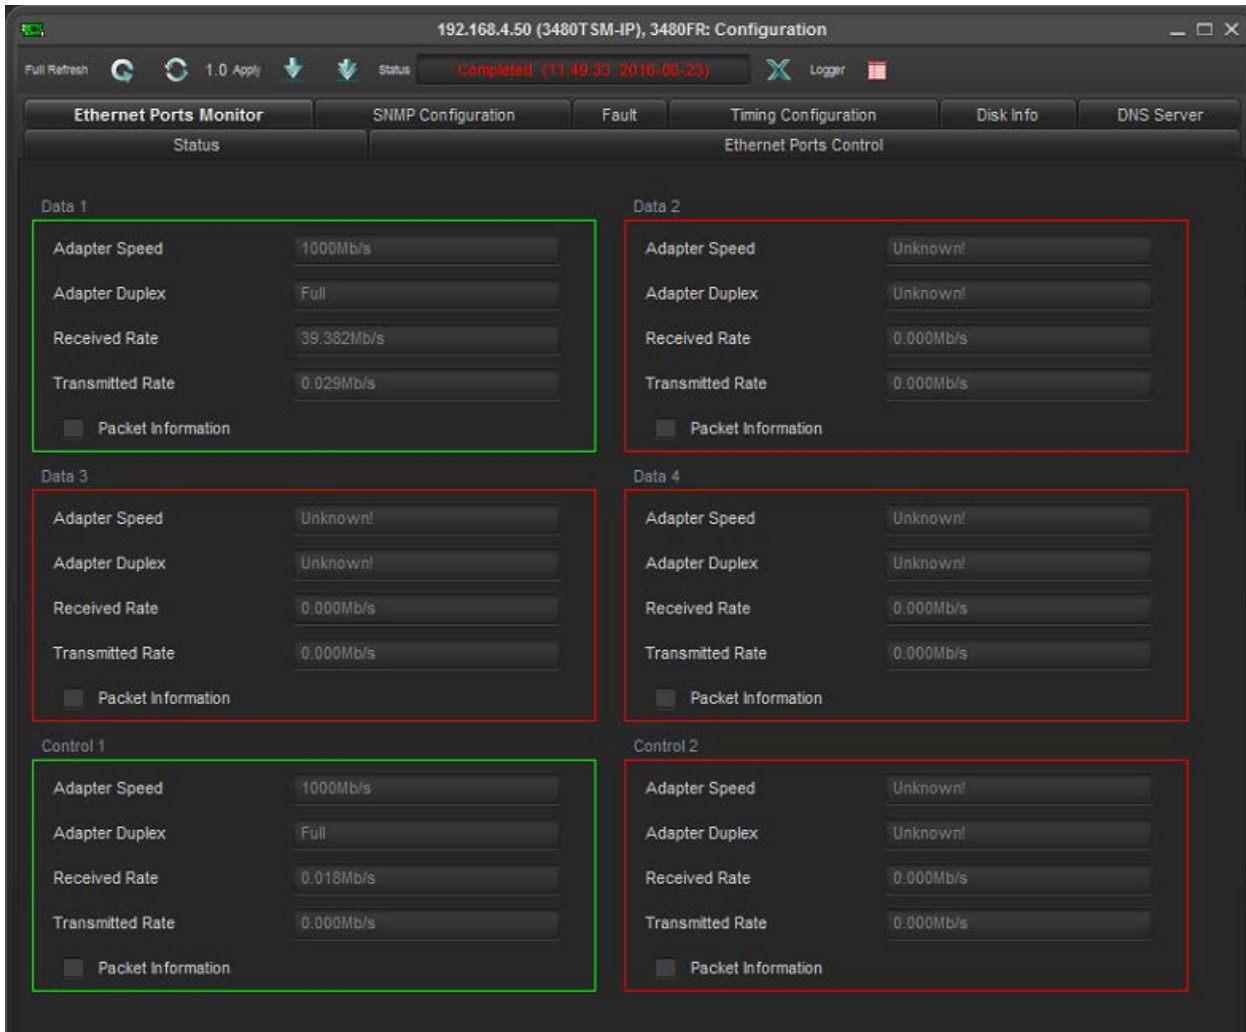 192.168.4.50 (3480TSM-IP), 3480FR: Configuration
Full Refresh 1.0 Apply Status Completed (11:49:33 2016-06-23) Logger
Ethernet Ports Monitor SNMP Configuration Fault Timing Configuration Disk Info DNS Server
Status Ethernet Ports Control
Data 1
Adapter Speed 1000Mb/s
Adapter Duplex Full
Received Rate 39.382Mb/s
Transmitted Rate 0.029Mb/s
Packet Information
Data 2
Adapter Speed Unknown!
Adapter Duplex Unknown!
Received Rate 0.000Mb/s
Transmitted Rate 0.000Mb/s
Packet Information
Data 3
Adapter Speed Unknown!
Adapter Duplex Unknown!
Received Rate 0.000Mb/s
Transmitted Rate 0.000Mb/s
Packet Information
Data 4
Adapter Speed Unknown!
Adapter Duplex Unknown!
Received Rate 0.000Mb/s
Transmitted Rate 0.000Mb/s
Packet Information
Control 1
Adapter Speed 1000Mb/s
Adapter Duplex Full
Received Rate 0.018Mb/s
Transmitted Rate 0.000Mb/s
Packet Information
Control 2
Adapter Speed Unknown!
Adapter Duplex Unknown!
Received Rate 0.000Mb/s
Transmitted Rate 0.000Mb/s
Packet Information